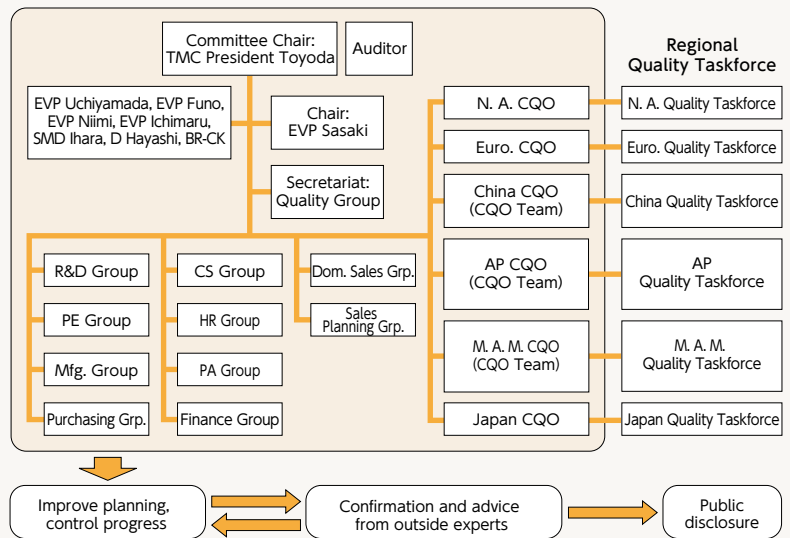 Committee Chair:
TMC President Toyoda
Auditor
Regional
Quality Taskforce
EVP Uchiyamada, EVP Funo,
EVP Niimi, EVP Ichimaru,
SMD Ihara, D Hayashi, BR-CK
Chair:
EVP Sasaki
Secretariat:
Quality Group
N. A. CQO
N. A. Quality Taskforce
Euro. CQO
Euro. Quality Taskforce
China CQO
(CQO Team)
China Quality Taskforce
AP CQO
(CQO Team)
AP
Quality Taskforce
M. A. M. CQO
(CQO Team)
M. A. M.
Quality Taskforce
Japan CQO
Japan Quality Taskforce
R&D Group
PE Group
Mfg. Group
Purchasing Grp.
CS Group
HR Group
PA Group
Finance Group
Dom. Sales Grp.
Sales
Planning Grp.
Improve planning,
control progress
Confirmation and advice
from outside experts
Public
disclosure